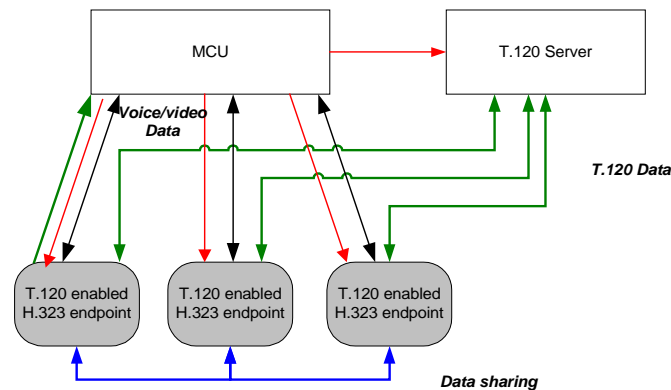 MCU
T.120 Server
Voice/video
Data
T.120 Data
T.120 enabled
H.323 endpoint
T.120 enabled
H.323 endpoint
T.120 enabled
H.323 endpoint
Data sharing